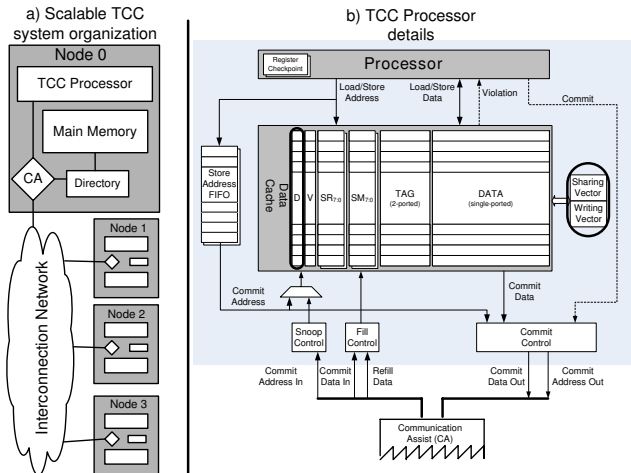 a) Scalable TCC
system organization
Node 0
TCC Processor
Main Memory
CA
Directory
Interconnection Network
Node 1
Node 2
Node 3
b) TCC Processor
details
Register
Checkpoint
Processor
Load/Store
Address
Load/Store
Data
Violation
Commit
Store
Address
FIFO
Data
Cache
D
V
SR7:0
SM7:0
TAG
(2-ported)
DATA
(single-ported)
Sharing
Vector
Writing
Vector
Commit
Address
Commit
Data
Snoop
Control
Fill
Control
Commit
Control
Commit
Address In
Commit
Data In
Refill
Data
Commit
Data Out
Commit
Address Out
Communication
Assist (CA)